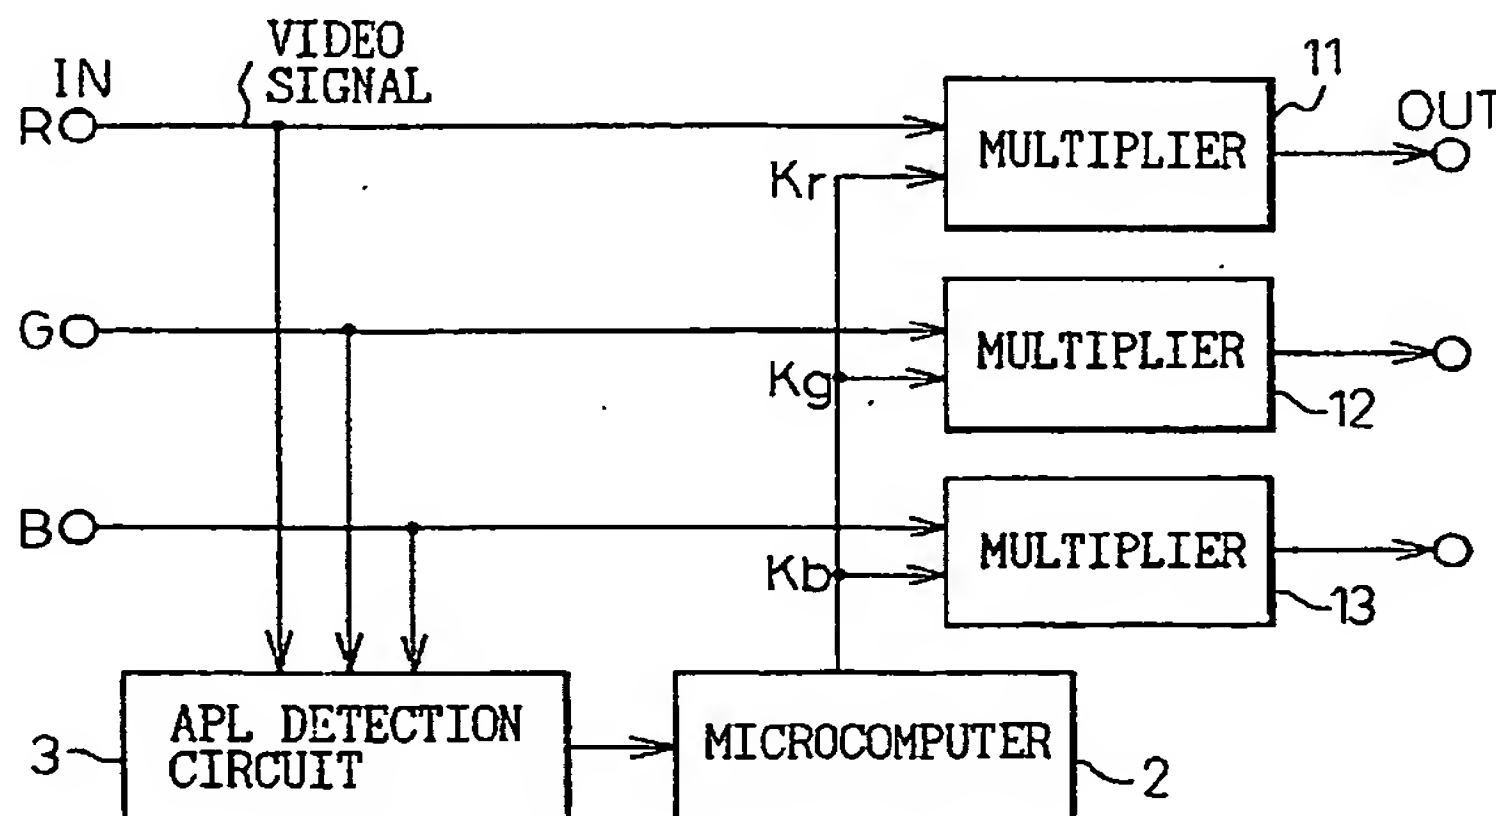 VIDEO
SIGNAL
IN
R
11
OUT
MULTIPLIER
Kr
G
MULTIPLIER
Kg
12
B
MULTIPLIER
Kb
13
APL DETECTION
CIRCUIT
3
MICROCOMPUTER
2